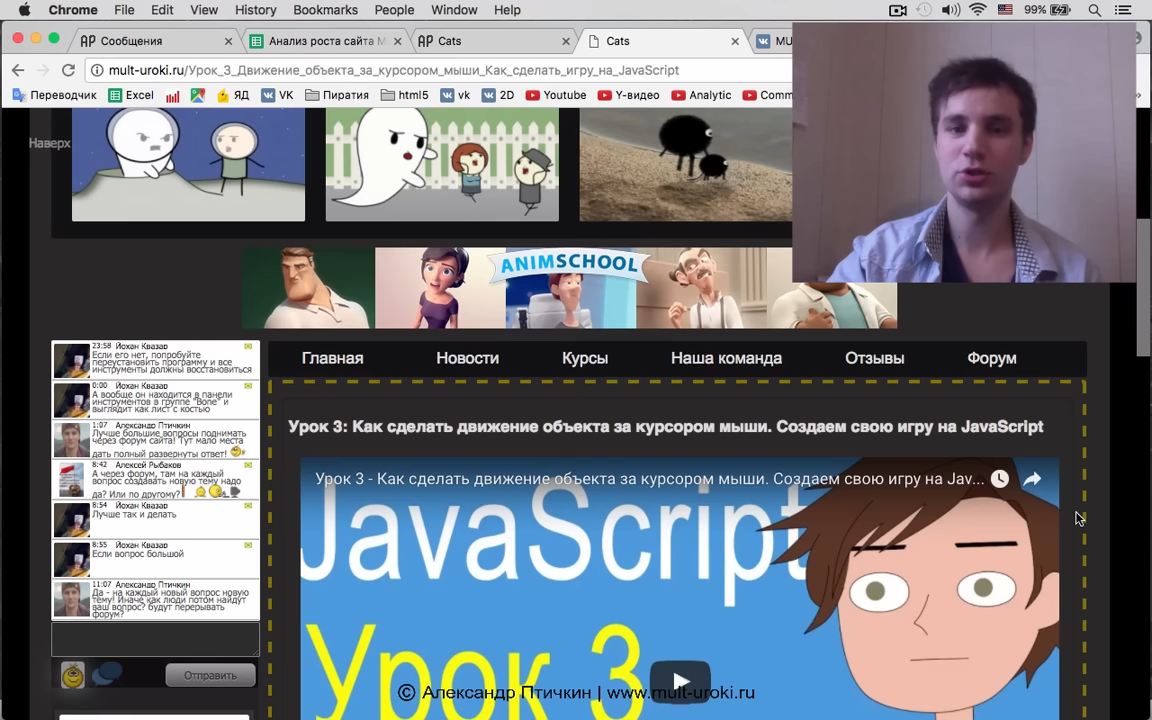 Chrome File Edit View History Bookmarks People Window Help 99%
Сообщения Анализ роста сайта М Cats Cats MU
mult-uroki.ru/Урок_3_Движение_объекта_за_курсором_мыши_Как_сделать_игру_на_JavaScript
Переводчик Excel ЯД VK Пиратия html5 vk 2D Youtube Y-видео Analytic Comm
Наверх
ANIMSCHOOL
Главная Новости Курсы Наша команда Отзывы Форум
23:58 Йохан Квазар
Если его нет, попробуйте
переустановить программу и все
инструменты должны восстановиться
0:00 Йохан Квазар
А вообще он находится в панели
инструментов в группе "Bone" и
выглядит как лист с костью
1:07 Александр Птичкин
Лучше большие вопросы поднимать
через форум сайта! Тут мало места
дать полный развернуты ответ!
8:42 Алексей Рыбаков
А через форум, там на каждый
вопрос создавать новую тему надо
да? Или по другому?
8:54 Йохан Квазар
Лучше так и делать
8:55 Йохан Квазар
Если вопрос большой
11:07 Александр Птичкин
Да - на каждый новый вопрос новую
тему! Иначе как люди потом найдут
ваш вопрос? будут перерывать
форум?
Отправить
Урок 3: Как сделать движение объекта за курсором мыши. Создаем свою игру на JavaScript
Урок 3 - Как сделать движение объекта за курсором мыши. Создаем свою игру на Jav...
JavaScript
Урок 3
© Александр Птичкин | www.mult-uroki.ru